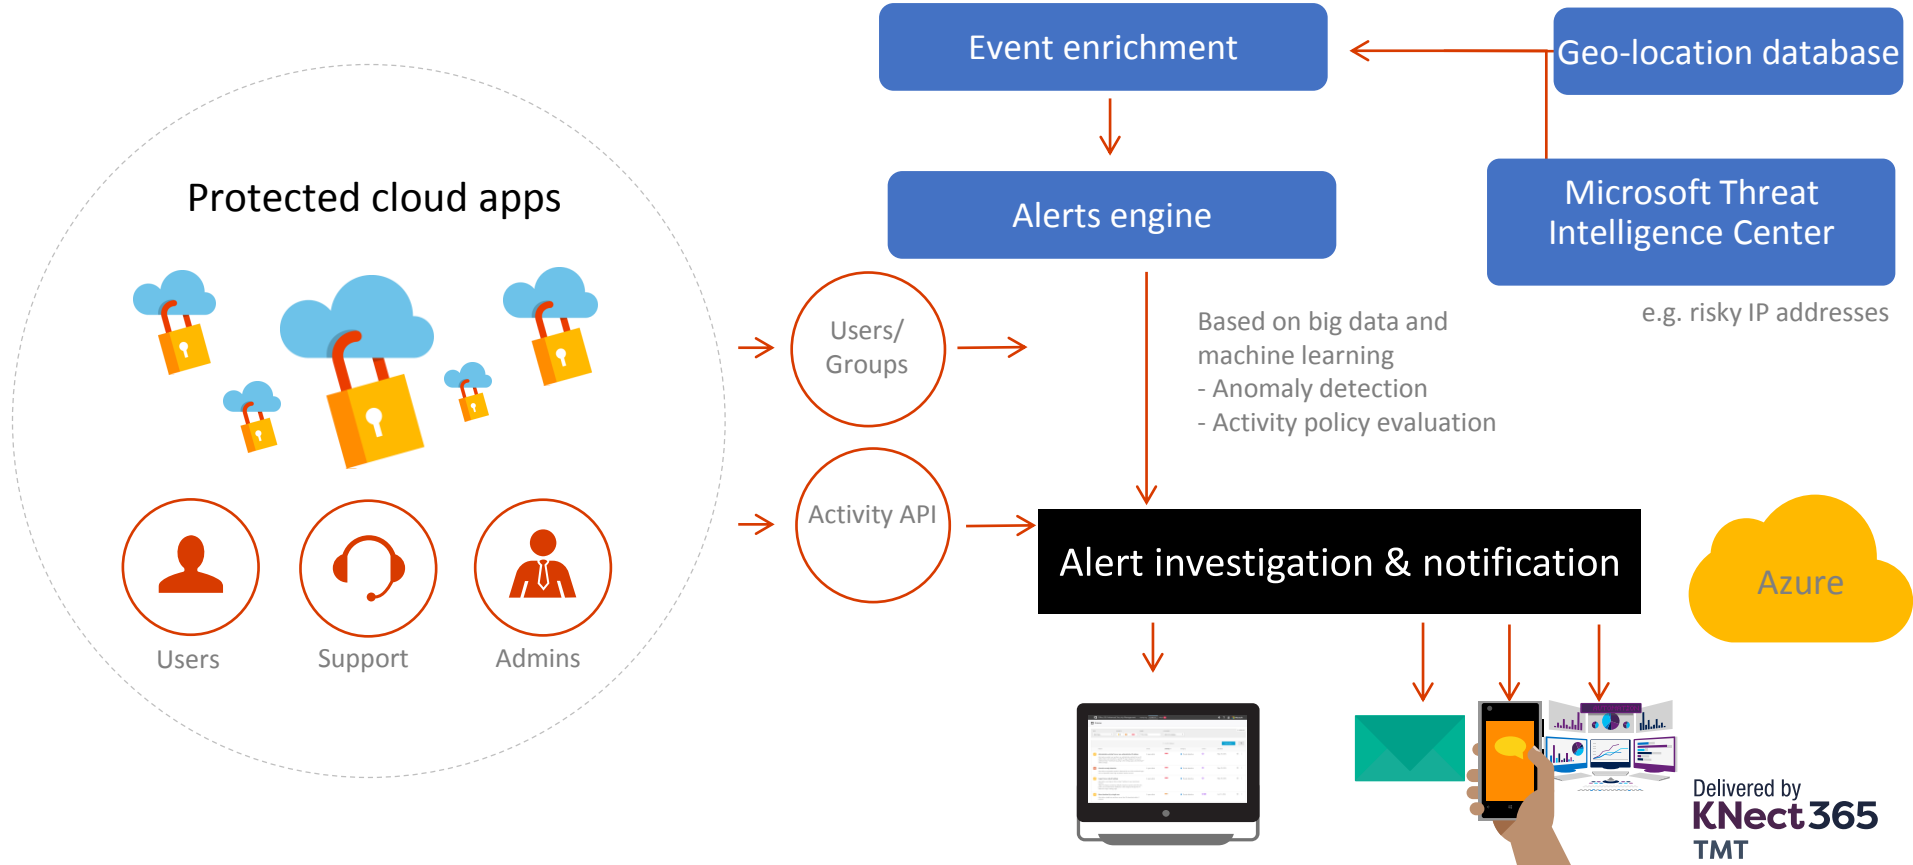 Event enrichment
Geo-location database
Protected cloud apps
Alerts engine
Microsoft Threat
Intelligence Center
e.g. risky IP addresses
Users/
Groups
Based on big data and
machine learning
- Anomaly detection
- Activity policy evaluation
Activity API
Alert investigation & notification
Azure
Users
Support
Admins
Delivered by
KNect365
TMT